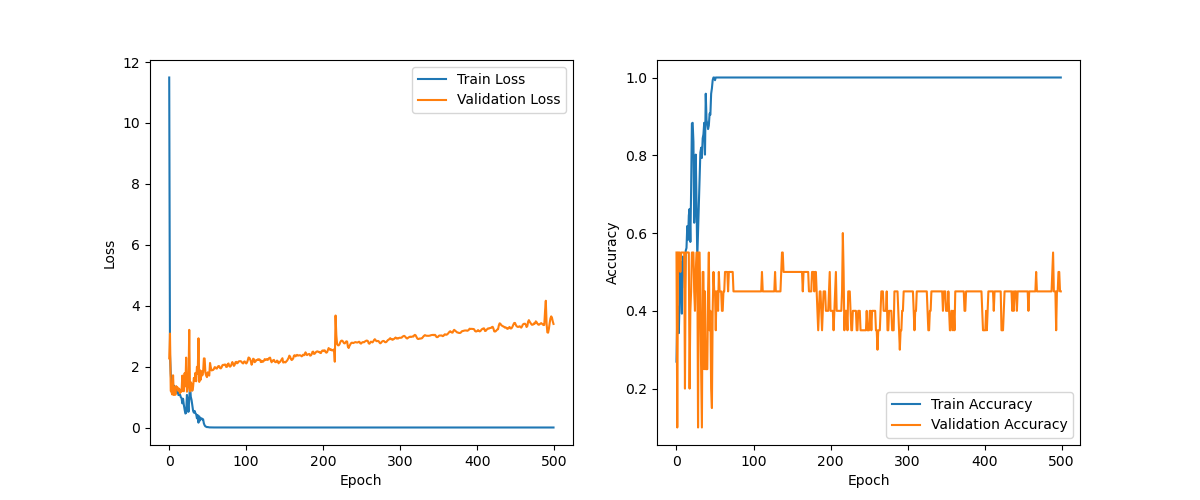 12
10
8
6
4
2
0
Loss
0 100 200 300 400 500
Epoch
Train Loss
Validation Loss
1.0
0.8
0.6
0.4
0.2
Accuracy
0 100 200 300 400 500
Epoch
Train Accuracy
Validation Accuracy